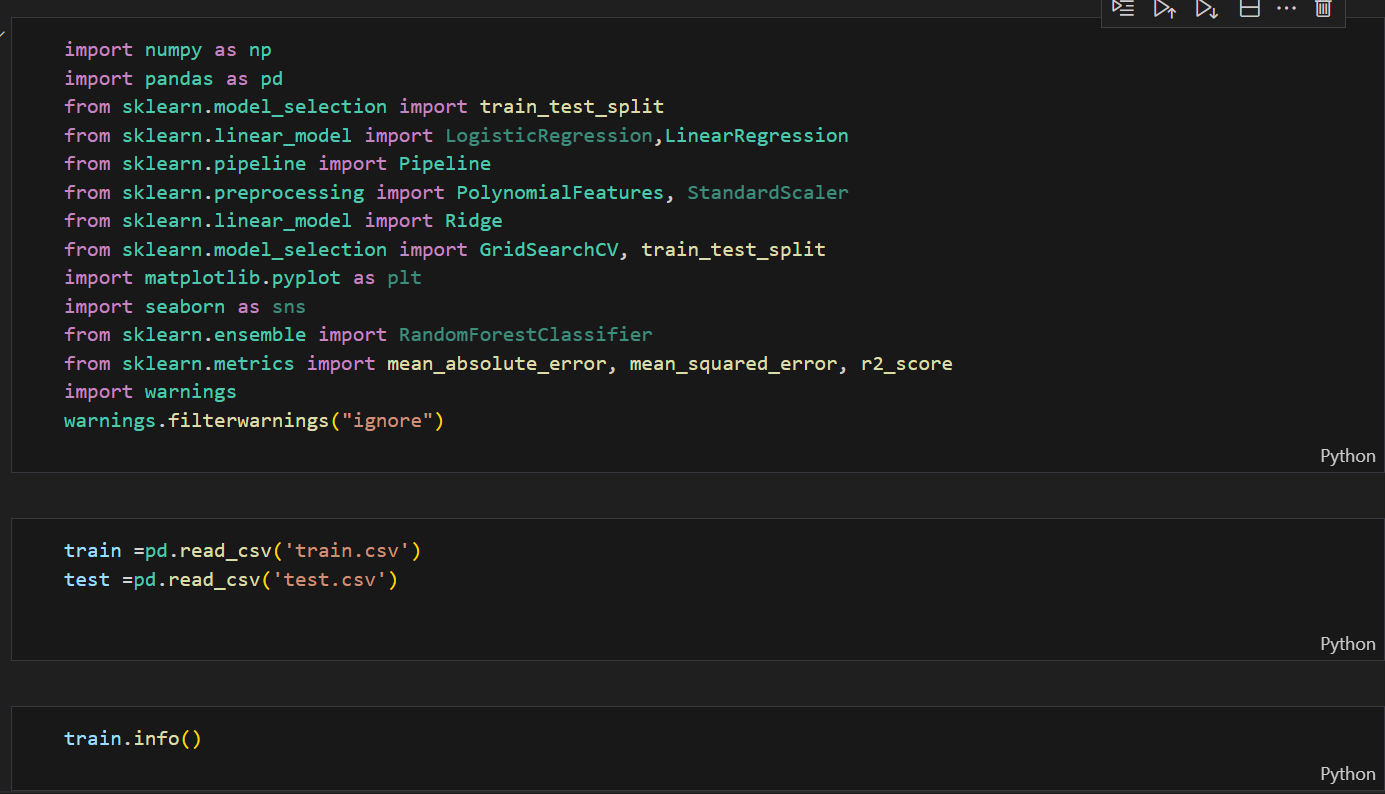 import numpy as np
import pandas as pd
from sklearn.model_selection import train_test_split
from sklearn.linear_model import LogisticRegression,LinearRegression
from sklearn.pipeline import Pipeline
from sklearn.preprocessing import PolynomialFeatures, StandardScaler
from sklearn.linear_model import Ridge
from sklearn.model_selection import GridSearchCV, train_test_split
import matplotlib.pyplot as plt
import seaborn as sns
from sklearn.ensemble import RandomForestClassifier
from sklearn.metrics import mean_absolute_error, mean_squared_error, r2_score
import warnings
warnings.filterwarnings("ignore")
Python
train =pd.read_csv('train.csv')
test =pd.read_csv('test.csv')
Python
train.info()
Python